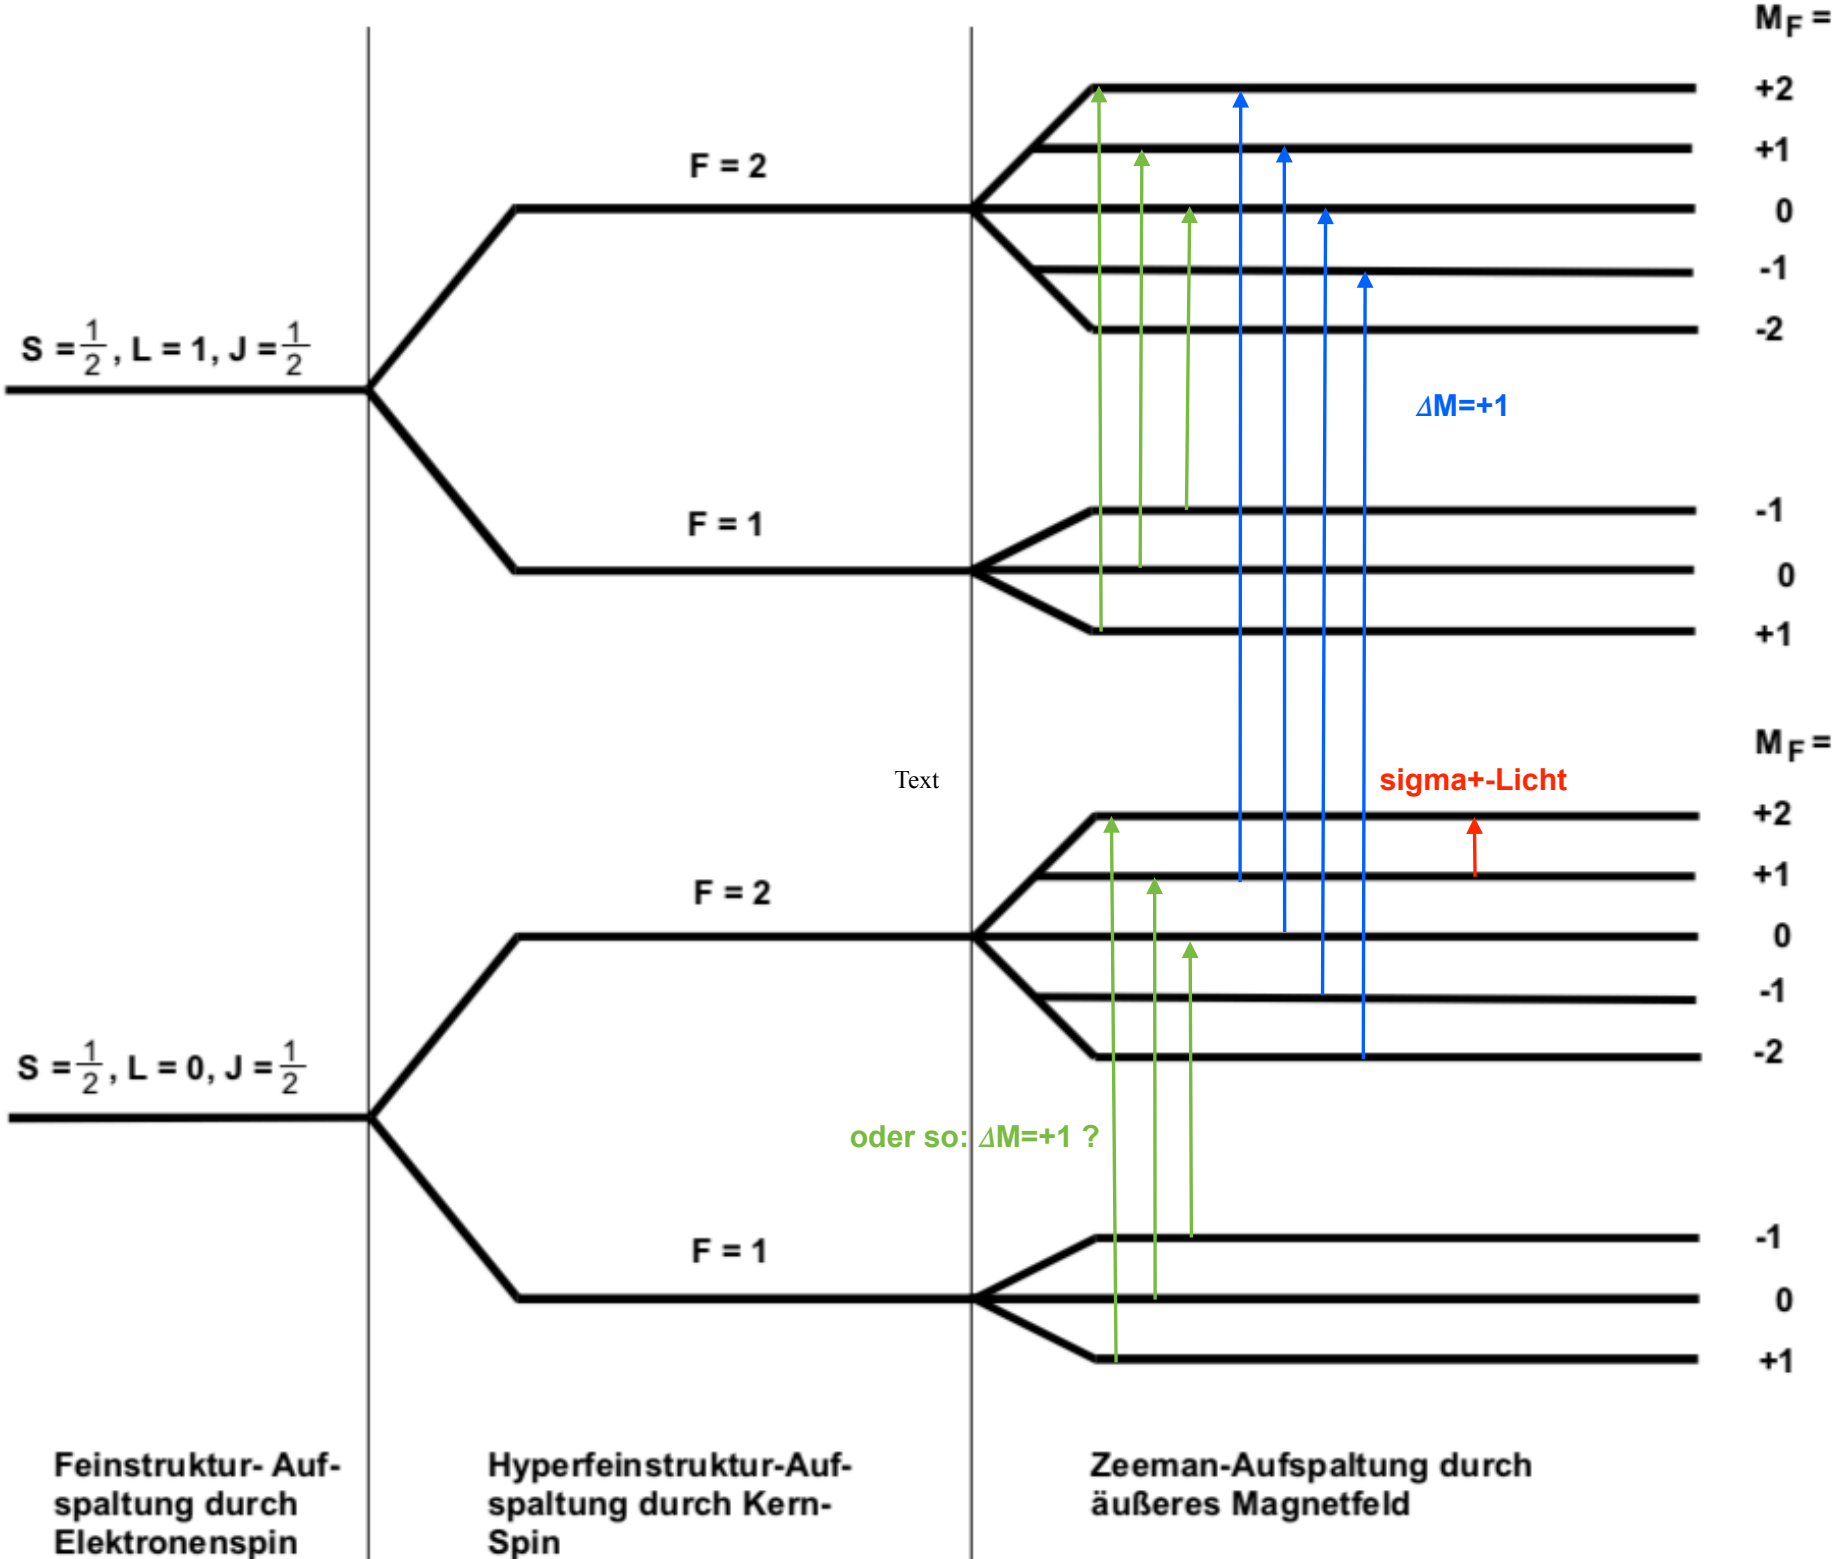 M_F =
+2
+1
0
-1
-2
F = 2
S = 1/2, L = 1, J = 1/2
ΔM=+1
F = 1
-1
0
+1
M_F =
Text
sigma+-Licht
+2
+1
0
-1
-2
F = 2
S = 1/2, L = 0, J = 1/2
oder so: ΔM=+1 ?
F = 1
-1
0
+1
Feinstruktur- Auf-
spaltung durch
Elektronenspin
Hyperfeinstruktur-Auf-
spaltung durch Kern-
Spin
Zeeman-Aufspaltung durch
äußeres Magnetfeld